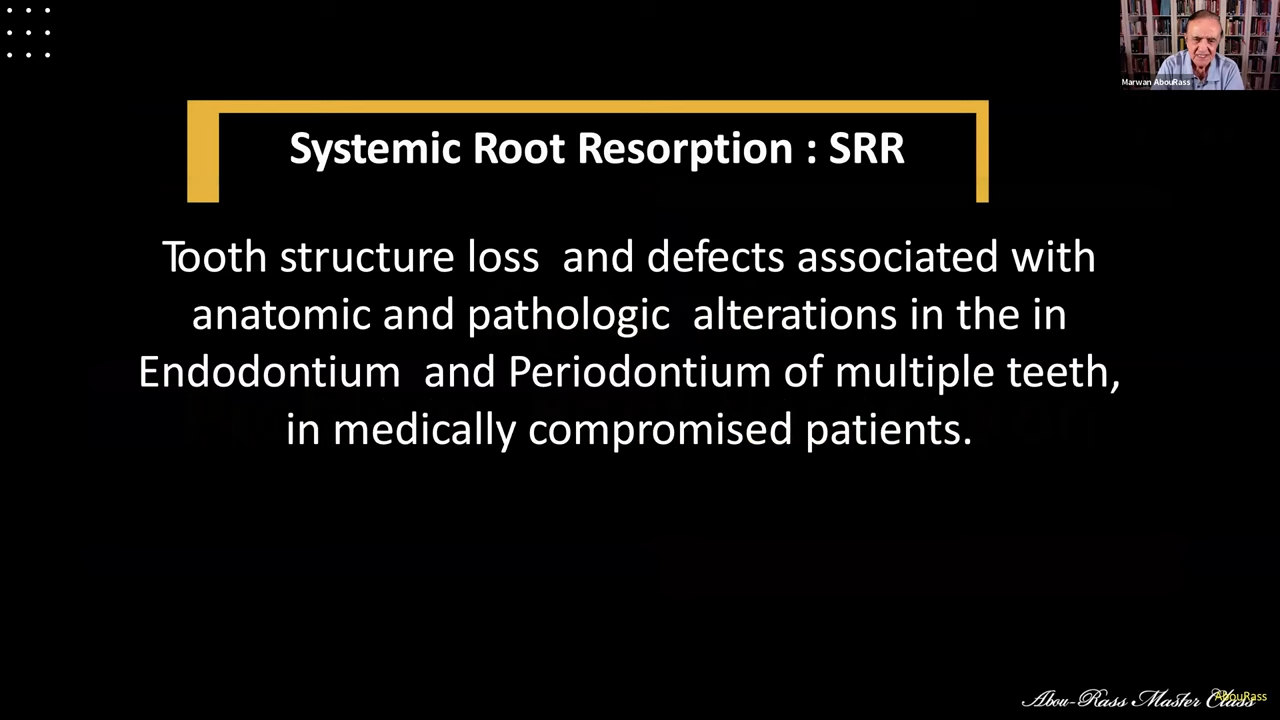 Marwan AbouRass
Systemic Root Resorption : SRR
Tooth structure loss and defects associated with
anatomic and pathologic alterations in the in
Endodontium and Periodontium of multiple teeth,
in medically compromised patients.
Abou-Rass Master Class
AbouRass